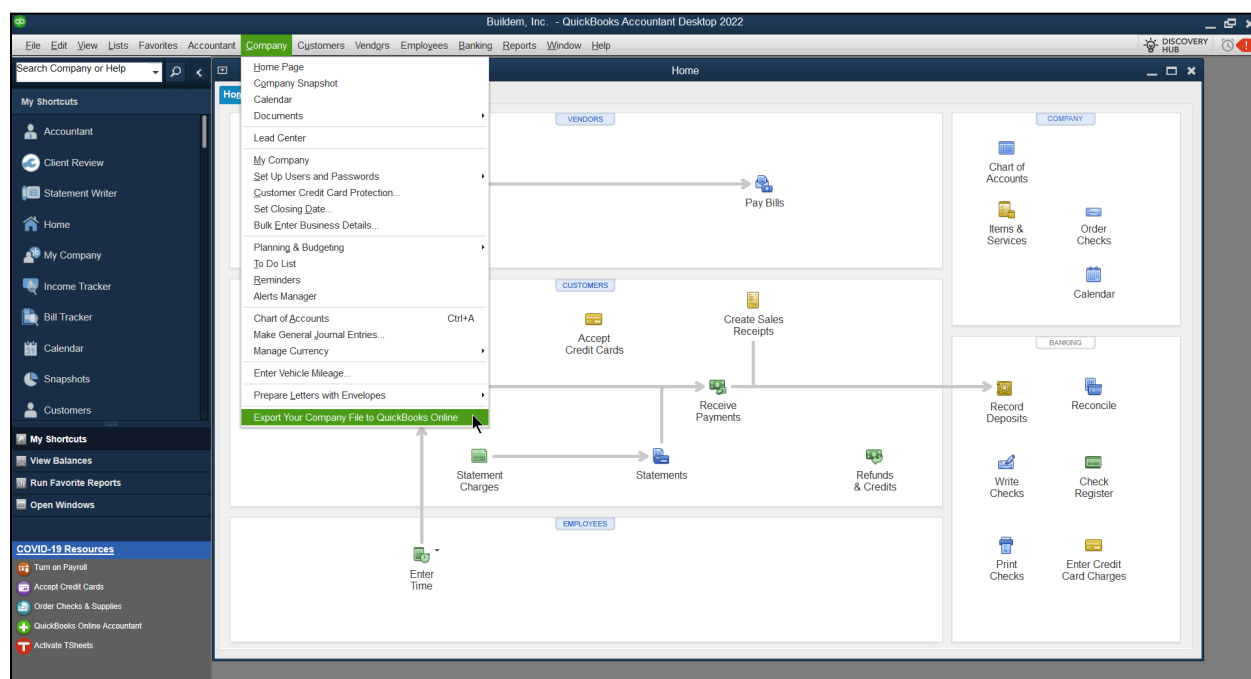 qb
Buildem, Inc. - QuickBooks Accountant Desktop 2022
File Edit View Lists Favorites Accountant Company Customers Vendors Employees Banking Reports Window Help
DISCOVERY
HUB
Search Company or Help
My Shortcuts
Accountant
Client Review
Statement Writer
Home
My Company
Income Tracker
Bill Tracker
Calendar
Snapshots
Customers
My Shortcuts
View Balances
Run Favorite Reports
Open Windows
COVID-19 Resources
Turn on Payroll
Accept Credit Cards
Order Checks & Supplies
QuickBooks Online Accountant
Activate TSheets
Home Page
Company Snapshot
Calendar
Documents
Lead Center
My Company
Set Up Users and Passwords
Customer Credit Card Protection...
Set Closing Date...
Bulk Enter Business Details...
Planning & Budgeting
To Do List
Reminders
Alerts Manager
Chart of Accounts Ctrl+A
Make General Journal Entries...
Manage Currency
Enter Vehicle Mileage...
Prepare Letters with Envelopes
Export Your Company File to QuickBooks Online
Home
VENDORS
Pay Bills
CUSTOMERS
Accept
Credit Cards
Create Sales
Receipts
Receive
Payments
Statement
Charges
Statements
Refunds
& Credits
EMPLOYEES
Enter
Time
COMPANY
Chart of
Accounts
Items &
Services
Order
Checks
Calendar
BANKING
Record
Deposits
Reconcile
Write
Checks
Check
Register
Print
Checks
Enter Credit
Card Charges